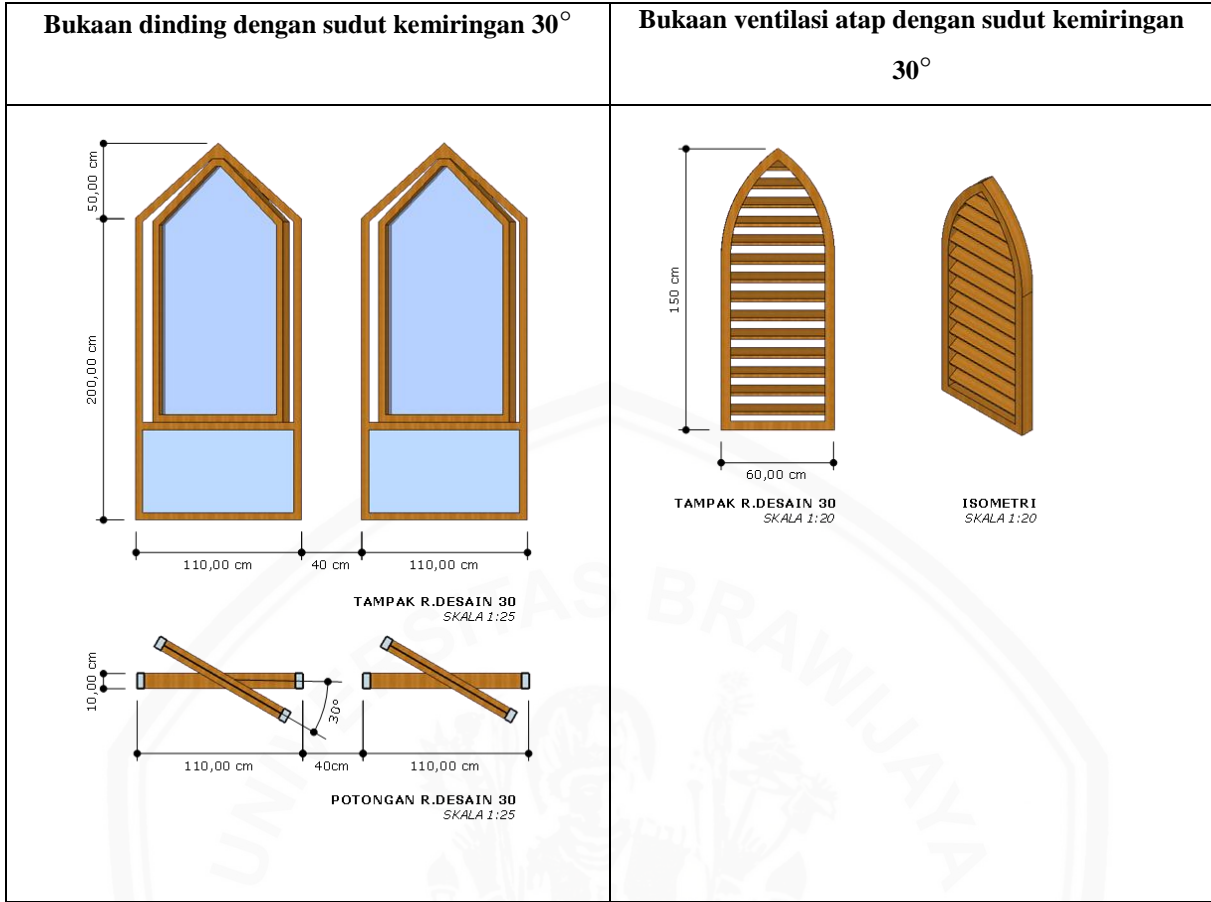 Bukaan dinding dengan sudut kemiringan 30°
Bukaan ventilasi atap dengan sudut kemiringan
30°
50,00 cm
200,00 cm
110,00 cm
40 cm
110,00 cm
TAMPAK R.DESAIN 30
SKALA 1:25
10,00 cm
30°
110,00 cm
40cm
110,00 cm
POTONGAN R.DESAIN 30
SKALA 1:25
150 cm
60,00 cm
TAMPAK R.DESAIN 30
SKALA 1:20
ISOMETRI
SKALA 1:20
UNIVERSITAS BRAWIJAYA